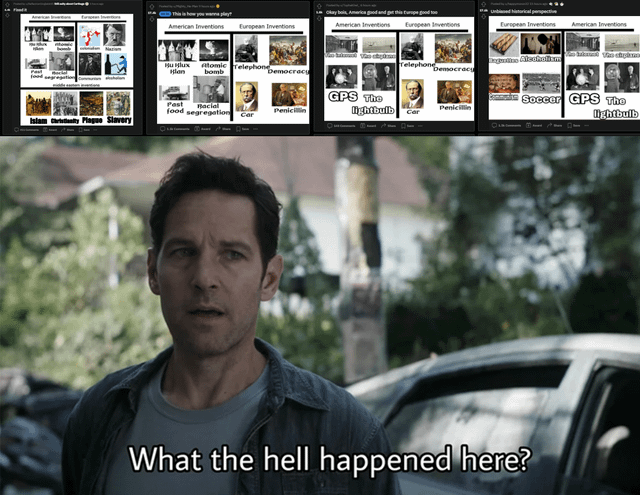 Fixed it
American Inventions European Inventions
Ku Klux Klan
Atomic bomb
Fast food
Racial segregation
colonialism
Nazism
Communism
Alcoholism
middle eastern inventions
Islam Christianity Plague Slavery
This is how you wanna play?
American Inventions European Inventions
Ku Klux Klan
Atomic bomb
Past food
Racial segregation
Telephone
Democracy
Car
Penicillin
Okay bois, America good and got this Europe good too
American Inventions European Inventions
The internet
The airplane
GPS
The lightbulb
Telephone
Democracy
Car
Penicillin
Unbiased historical perspective
European Inventions American Inventions
Baguettes
Alcoholism
Communism
Soccer
The internet
The airplane
GPS
The lightbulb
What the hell happened here?